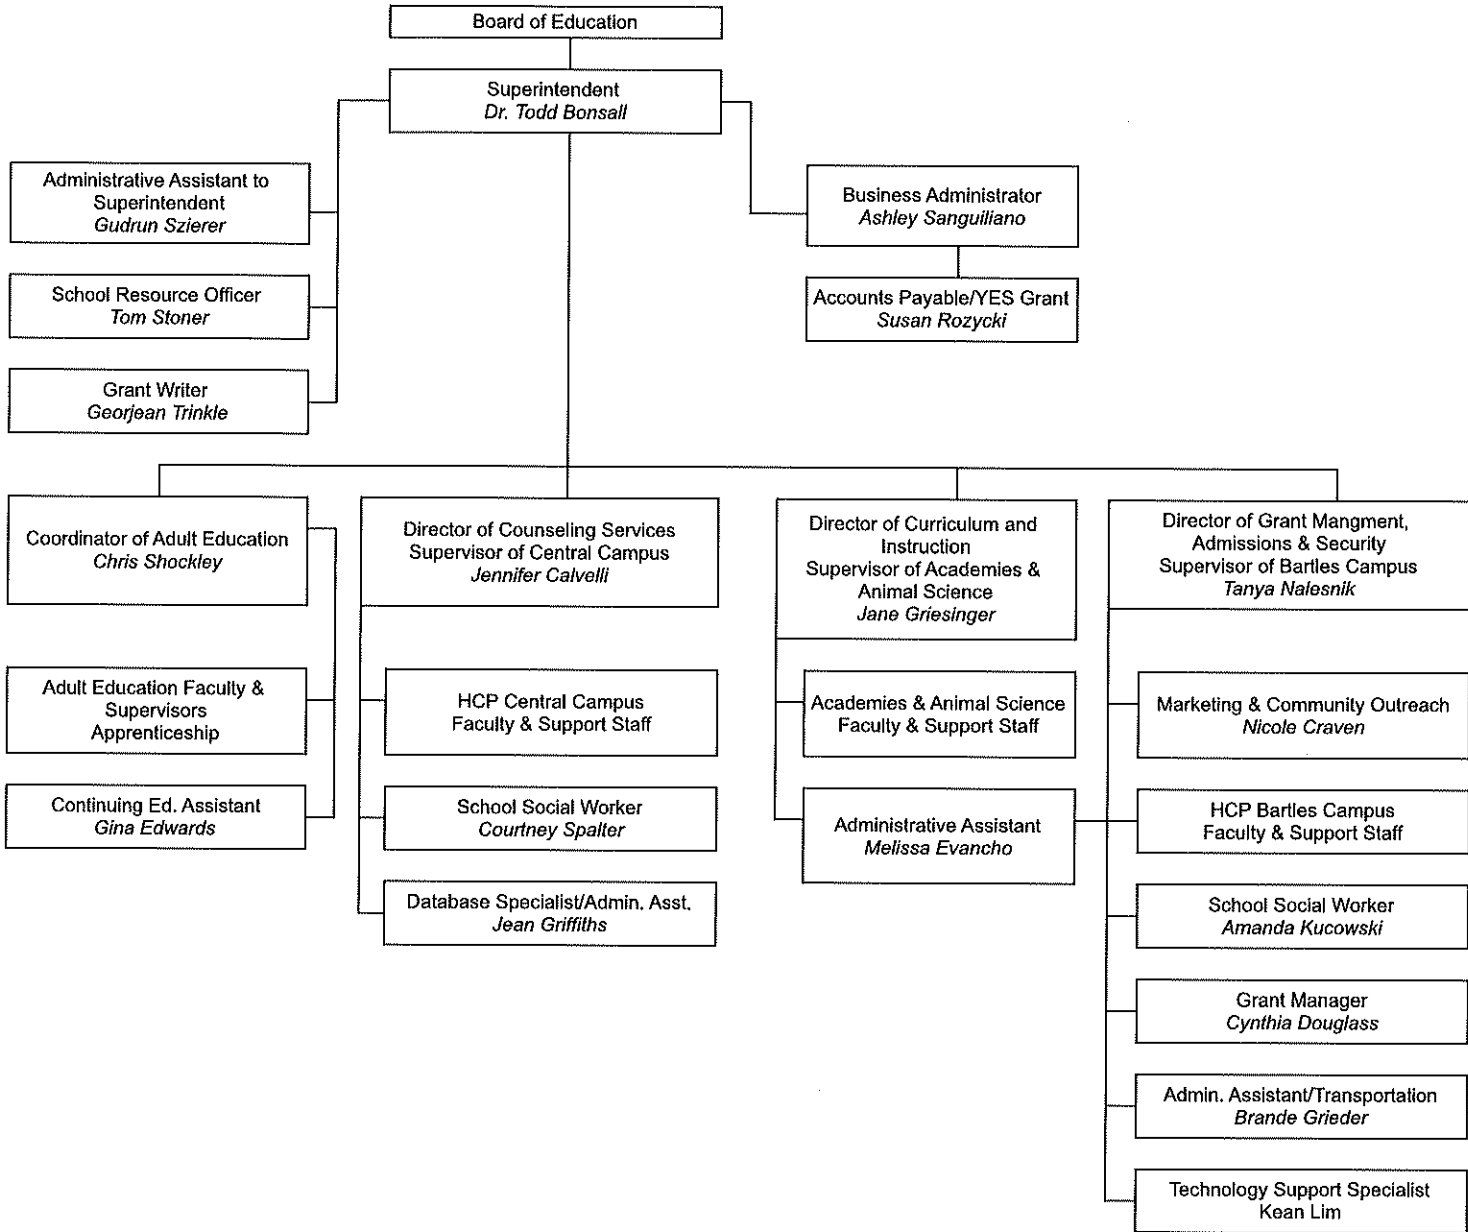 Board of Education
Superintendent
Dr. Todd Bonsall
Administrative Assistant to
Superintendent
Gudrun Szierer
School Resource Officer
Tom Stoner
Grant Writer
Georjean Trinkle
Business Administrator
Ashley Sanguiliano
Accounts Payable/YES Grant
Susan Rozycki
Coordinator of Adult Education
Chris Shockley
Adult Education Faculty &
Supervisors
Apprenticeship
Continuing Ed. Assistant
Gina Edwards
Director of Counseling Services
Supervisor of Central Campus
Jennifer Calvelli
HCP Central Campus
Faculty & Support Staff
School Social Worker
Courtney Spalter
Database Specialist/Admin. Asst.
Jean Griffiths
Director of Curriculum and
Instruction
Supervisor of Academies &
Animal Science
Jane Griesinger
Academies & Animal Science
Faculty & Support Staff
Administrative Assistant
Melissa Evancho
Director of Grant Mangment,
Admissions & Security
Supervisor of Bartles Campus
Tanya Nalesnik
Marketing & Community Outreach
Nicole Craven
HCP Bartles Campus
Faculty & Support Staff
School Social Worker
Amanda Kucowski
Grant Manager
Cynthia Douglass
Admin. Assistant/Transportation
Brande Grieder
Technology Support Specialist
Kean Lim